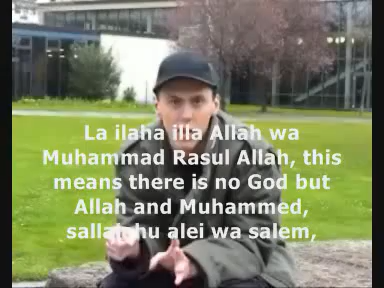 La ilaha illa Allah wa
Muhammad Rasul Allah, this
means there is no God but
Allah and Muhammed,
sallalahu alei wa salem,